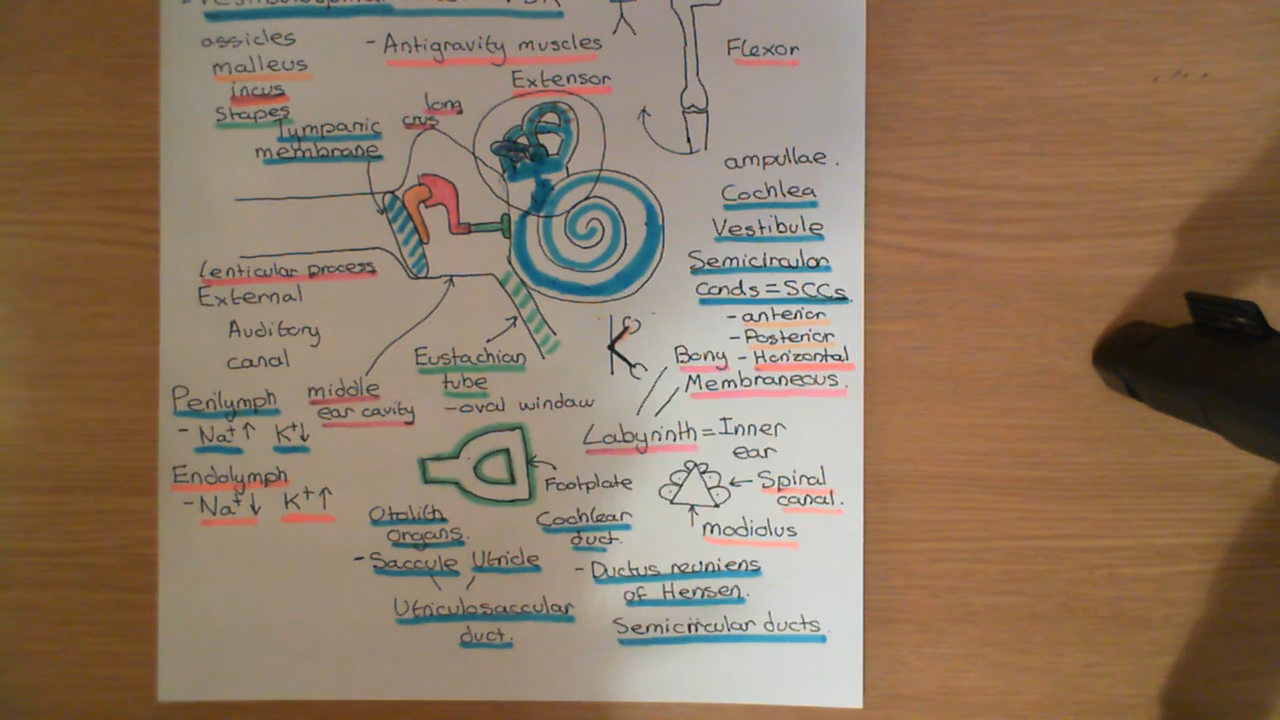 assicles
malleus
incus
stapes
- Antigravity muscles
Extensor
Flexor
Tympanic
membrane
long
crus
ampullae.
Cochlea
Vestibule
Semicircular
canals = SCCs
- anterior
- Posterior
- Horizontal
Lenticular process
External
Auditory
canal
middle
ear cavity
Eustachian
tube
- oval window
Bony
Membraneous.
Labyrinth = Inner
ear
Perilymph
- Na+ ↑ K+ ↓
Endolymph
- Na+ ↓ K+ ↑
Footplate
Spiral
canal.
modiolus
Otolith
organs.
- Saccule Utricle
Utriculosaccular
duct.
Cochlear
duct.
- Ductus reuniens
of Hensen.
Semicircular ducts.